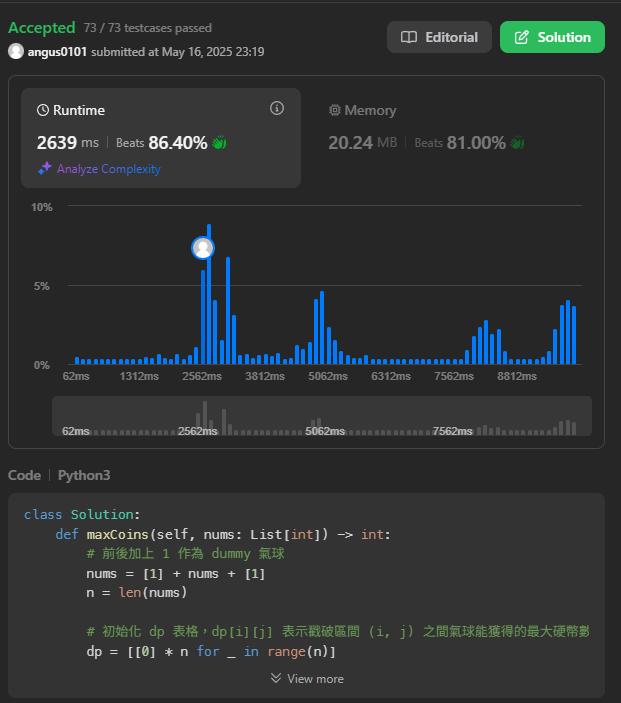 Accepted 73 / 73 testcases passed
angus0101 submitted at May 16, 2025 23:19
Editorial
Solution
Runtime
2639 ms Beats 86.40%
Analyze Complexity
Memory
20.24 MB Beats 81.00%
10%
5%
0%
62ms 1312ms 2562ms 3812ms 5062ms 6312ms 7562ms 8812ms
62ms 2562ms 5062ms 7562ms
Code Python3
class Solution:
    def maxCoins(self, nums: List[int]) -> int:
        # 前後加上 1 作為 dummy 氣球
        nums = [1] + nums + [1]
        n = len(nums)
        # 初始化 dp 表格，dp[i][j] 表示戳破區間 (i, j) 之間氣球能獲得的最大硬幣數
        dp = [[0] * n for _ in range(n)]
View more